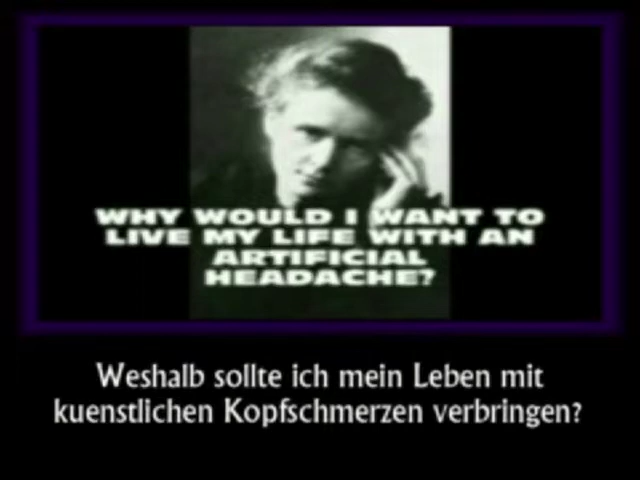 WHY WOULD I WANT TO
LIVE MY LIFE WITH AN
ARTIFICIAL
HEADACHE?
Weshalb sollte ich mein Leben mit
kuenstlichen Kopfschmerzen verbringen?